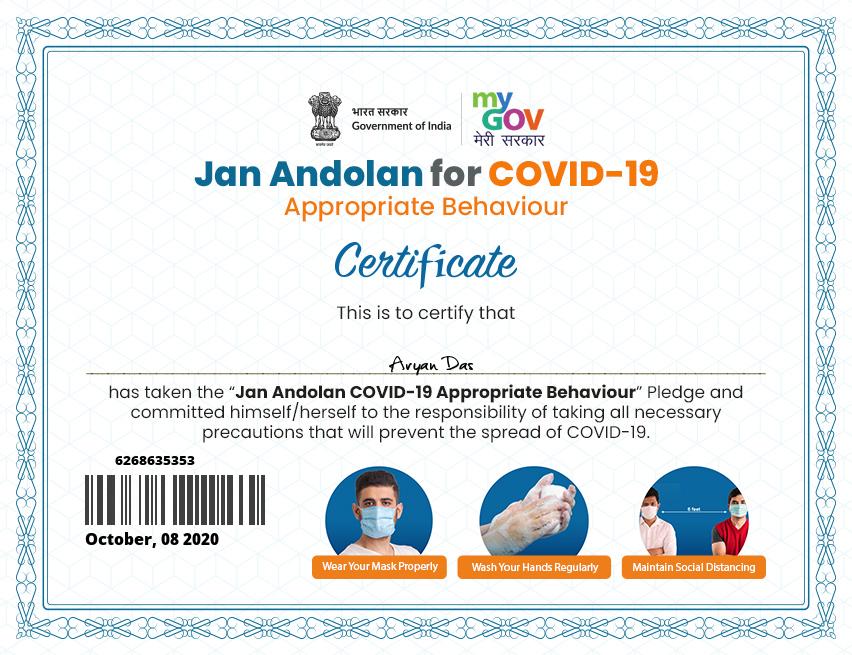 भारत सरकार
Government of India
my
GOV
मेरी सरकार
Jan Andolan for COVID-19
Appropriate Behaviour
Certificate
This is to certify that
Aryan Das
has taken the “Jan Andolan COVID-19 Appropriate Behaviour” Pledge and
committed himself/herself to the responsibility of taking all necessary
precautions that will prevent the spread of COVID-19.
6268635353
October, 08 2020
6 feet
Wear Your Mask Properly
Wash Your Hands Regularly
Maintain Social Distancing